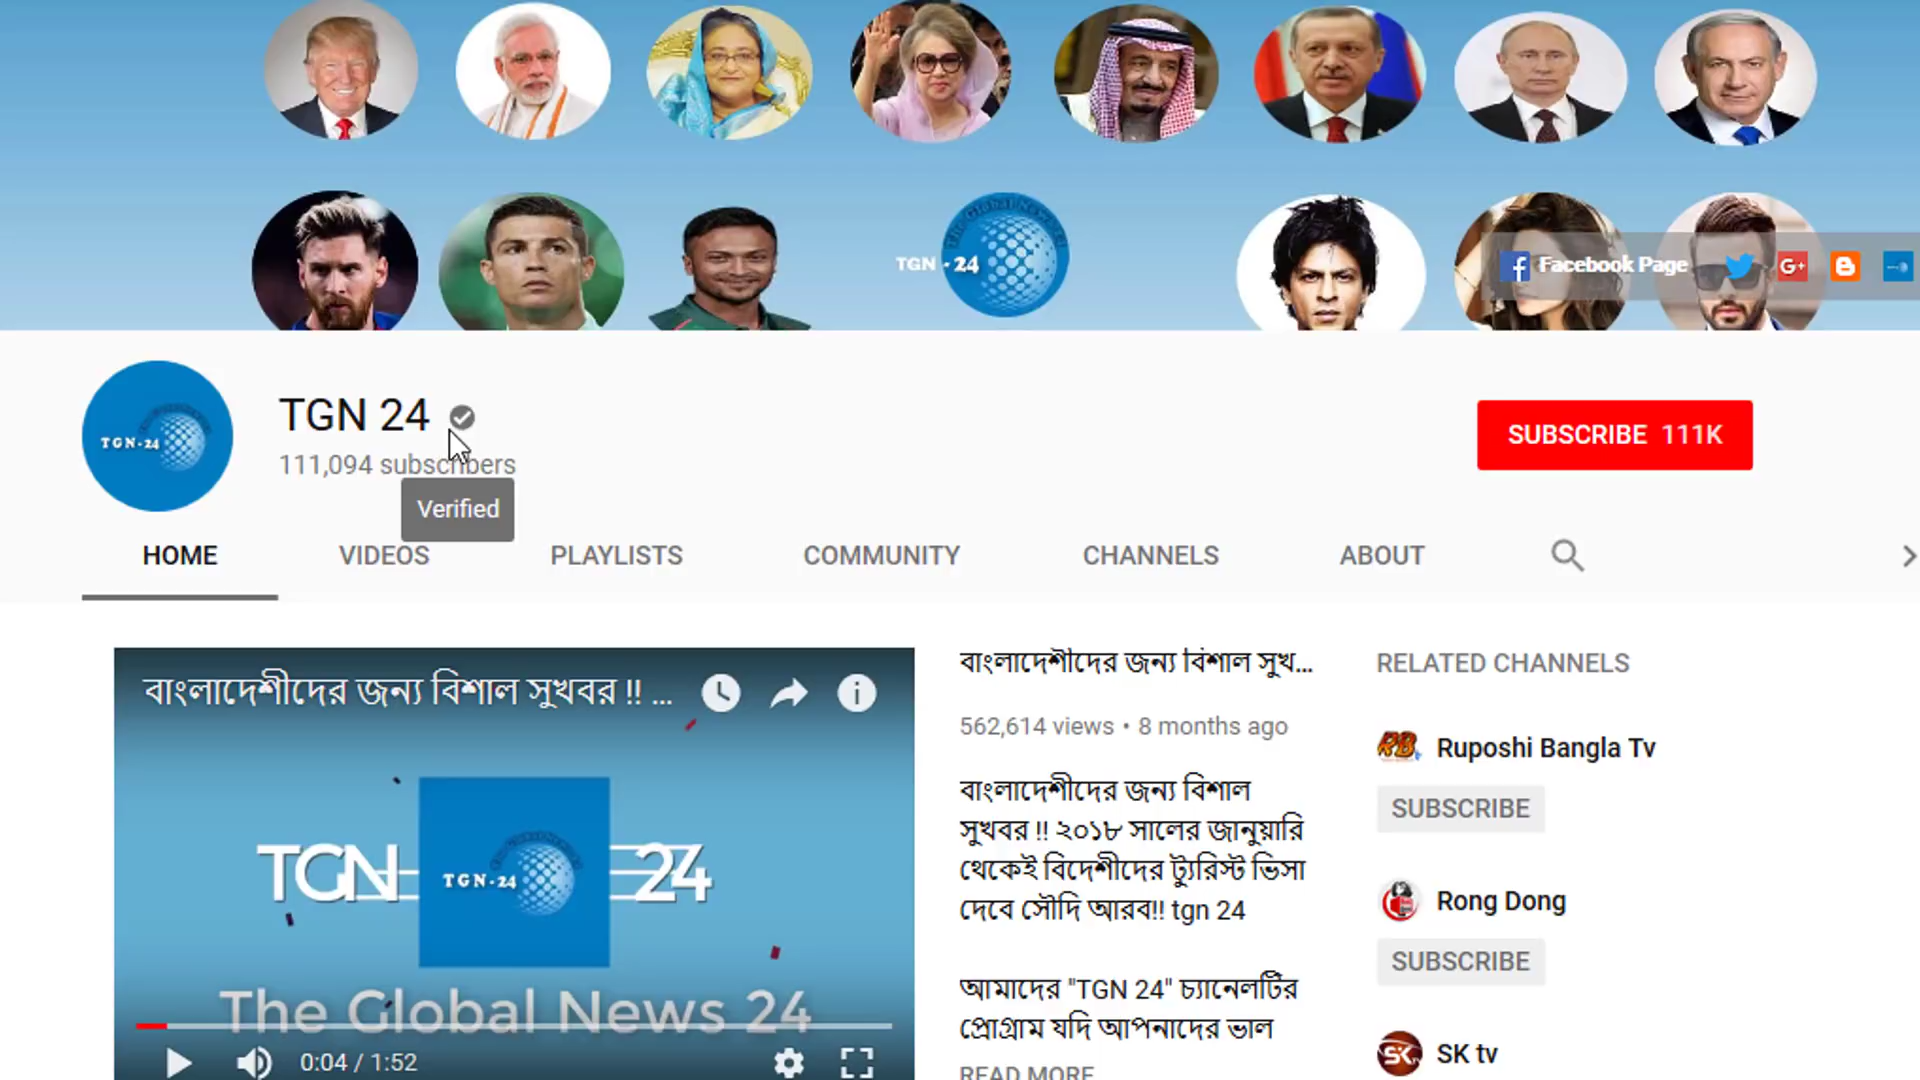 TGN - 24
Facebook Page
TGN-24
TGN 24
111,094 subscribers
SUBSCRIBE 111K
Verified
HOME VIDEOS PLAYLISTS COMMUNITY CHANNELS ABOUT
বাংলাদেশীদের জন্য বিশাল সুখবর !! ...
TGN TGN-24 24
The Global News 24
0:04 / 1:52
বাংলাদেশীদের জন্য বিশাল সুখ...
562,614 views • 8 months ago
বাংলাদেশীদের জন্য বিশাল
সুখবর !! ২০১৮ সালের জানুয়ারি
থেকেই বিদেশীদের ট্যুরিস্ট ভিসা
দেবে সৌদি আরব!! tgn 24
আমাদের "TGN 24" চ্যানেলটির
প্রোগ্রাম যদি আপনাদের ভাল
READ MORE
RELATED CHANNELS
Ruposhi Bangla Tv
SUBSCRIBE
Rong Dong
SUBSCRIBE
SK tv